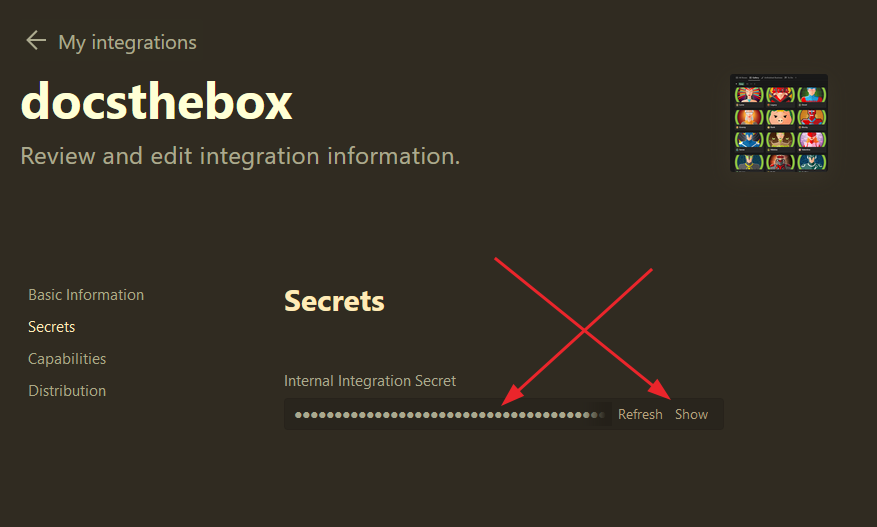 My integrations
docsthebox
Review and edit integration information.
Basic Information
Secrets
Capabilities
Distribution
Secrets
Internal Integration Secret
Refresh Show